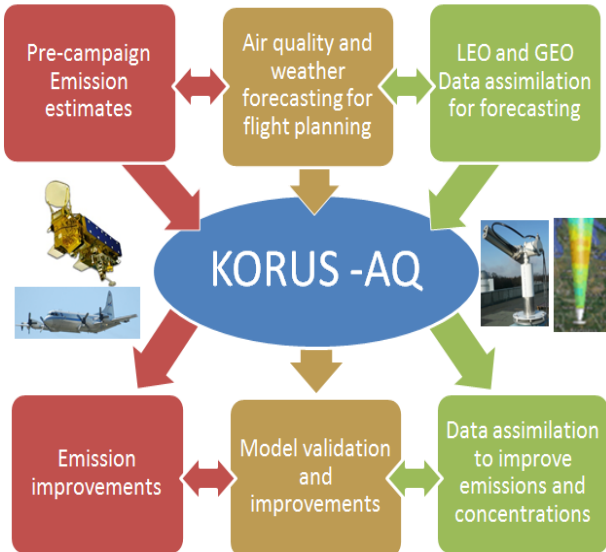 Pre-campaign
Emission
estimates
Air quality and
weather
forecasting for
flight planning
LEO and GEO
Data assimilation
for forecasting
KORUS -AQ
Emission
improvements
Model validation
and
improvements
Data assimilation
to improve
emissions and
concentrations